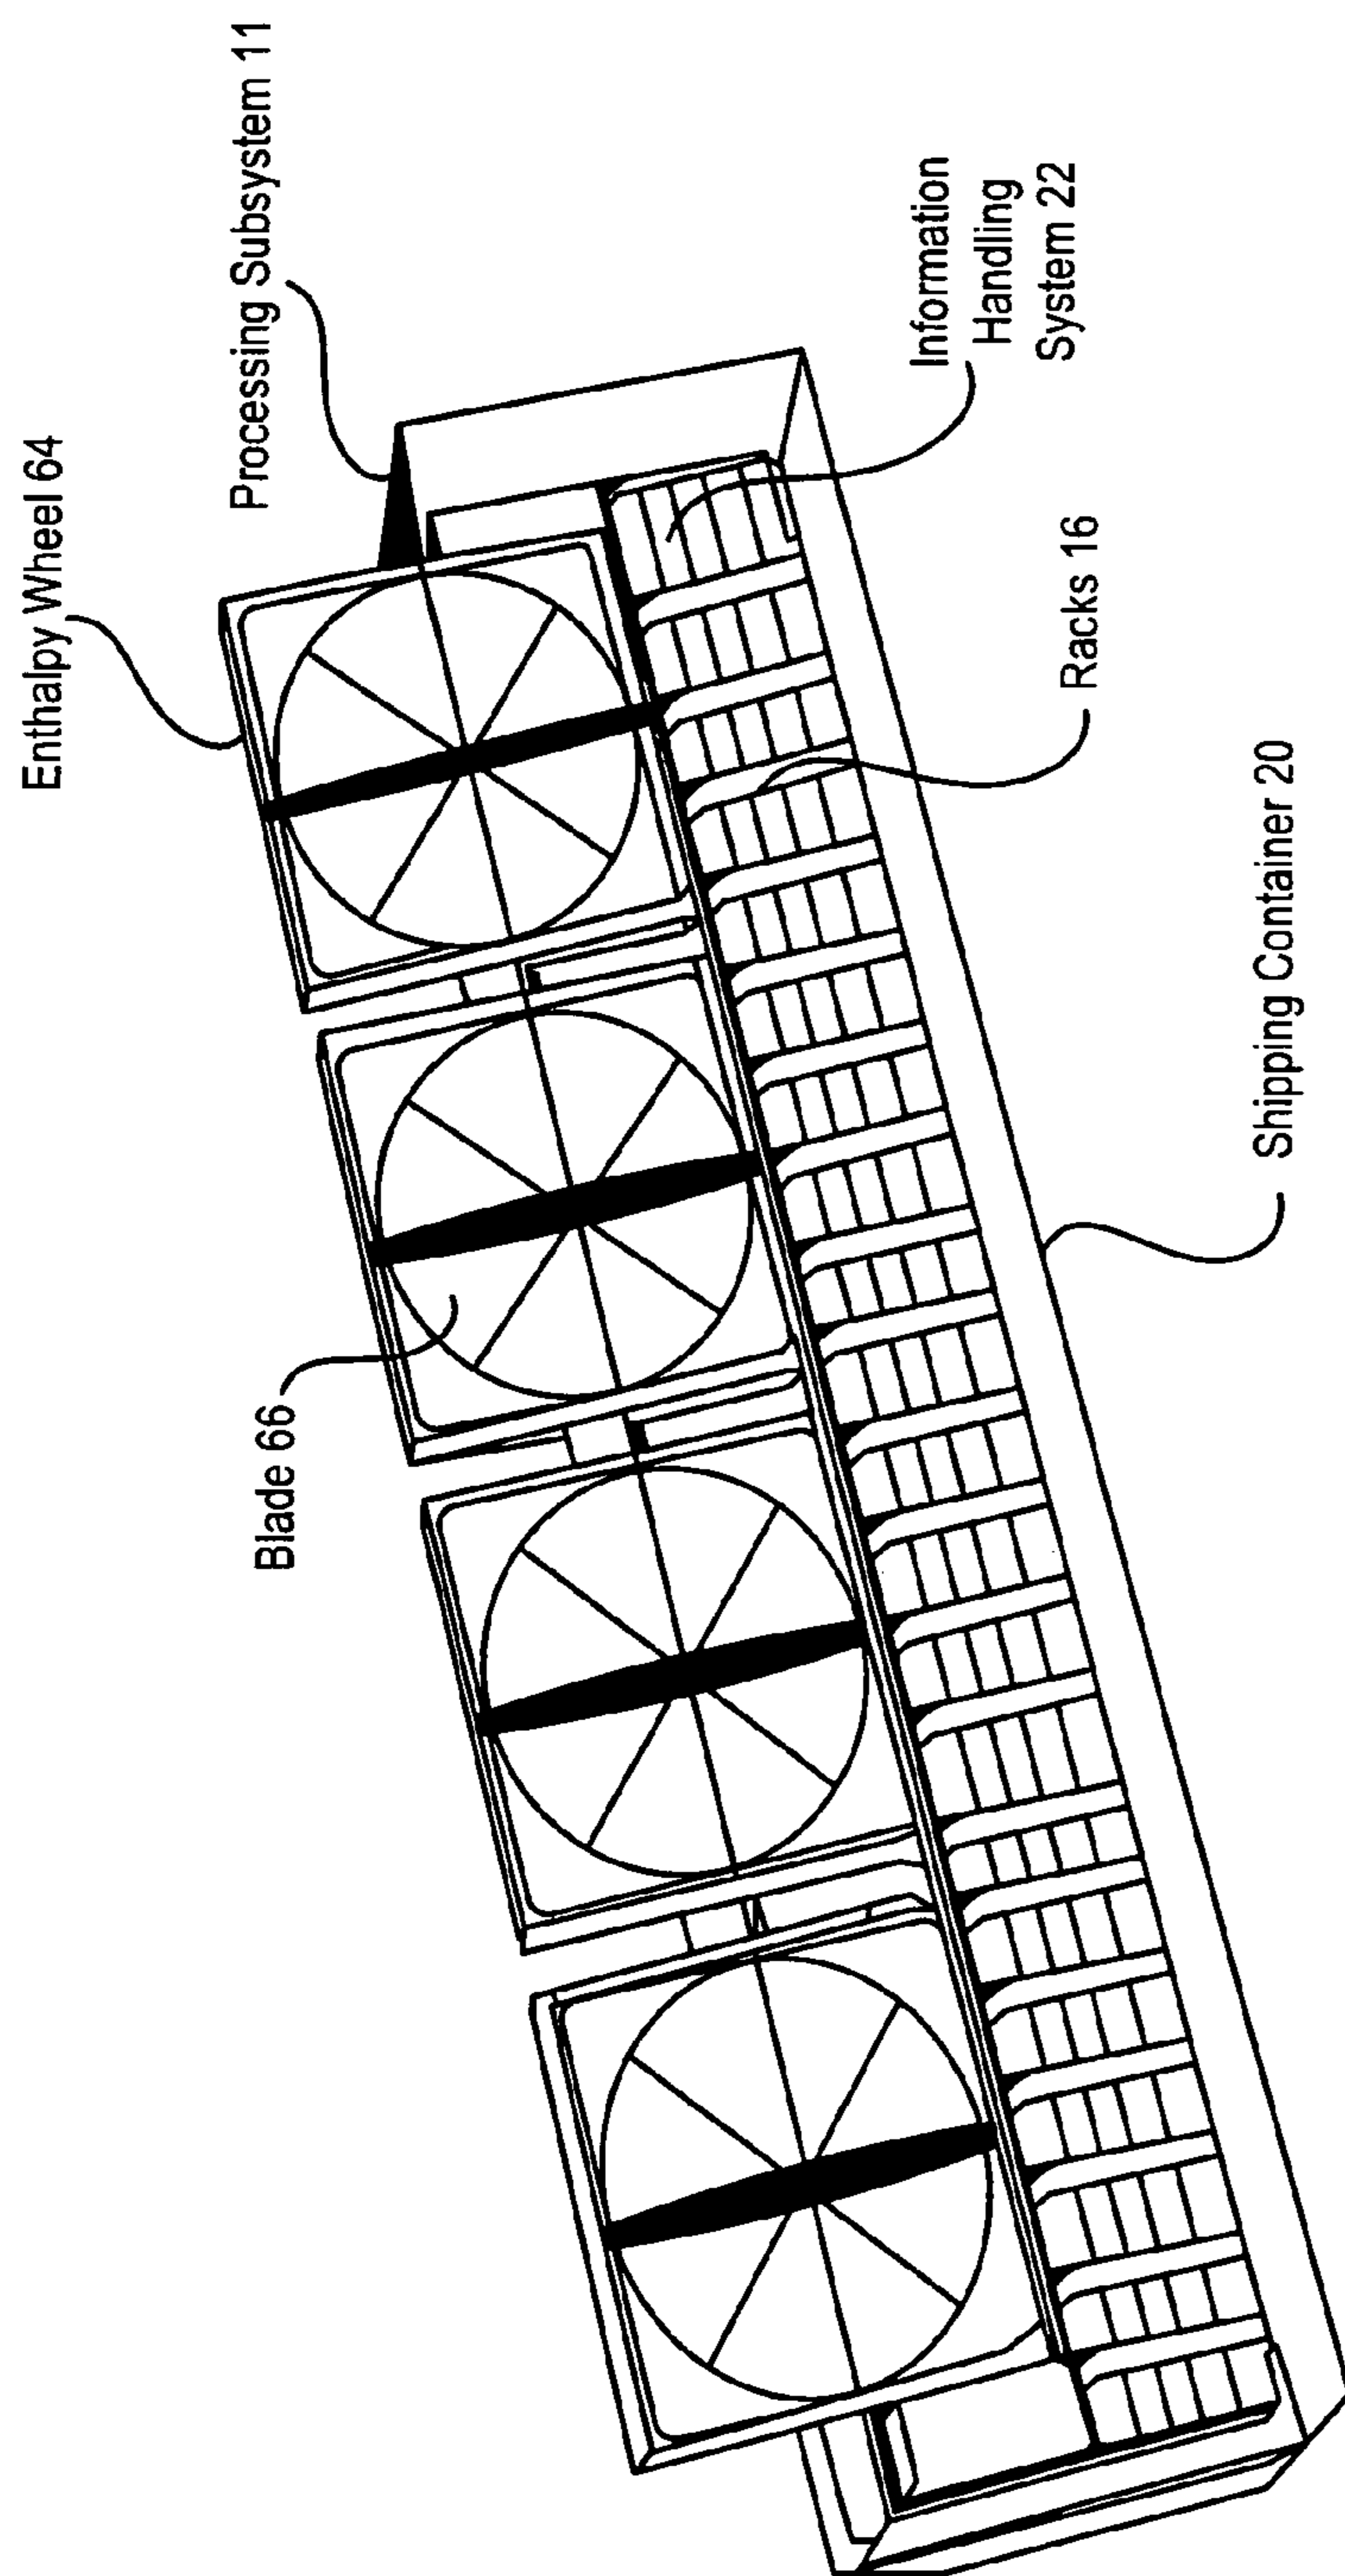 Enthalpy Wheel 64
Processing Subsystem 11
Blade 66
Information
Handling
System 22
Racks 16
Shipping Container 20